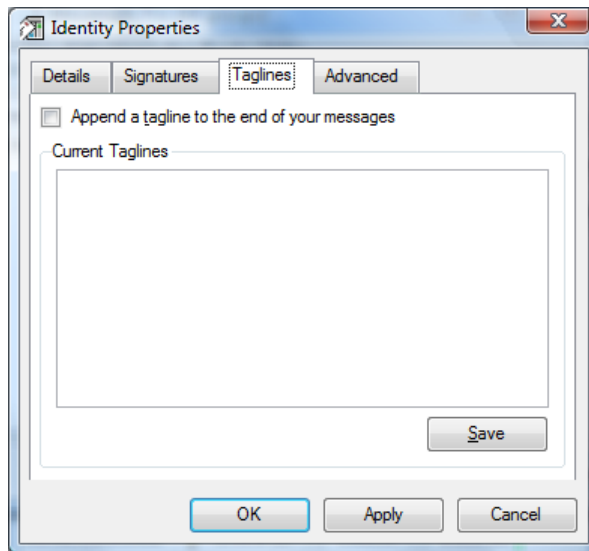 Identity Properties
Details Signatures Taglines Advanced
Append a tagline to the end of your messages
Current Taglines
Save
OK Apply Cancel